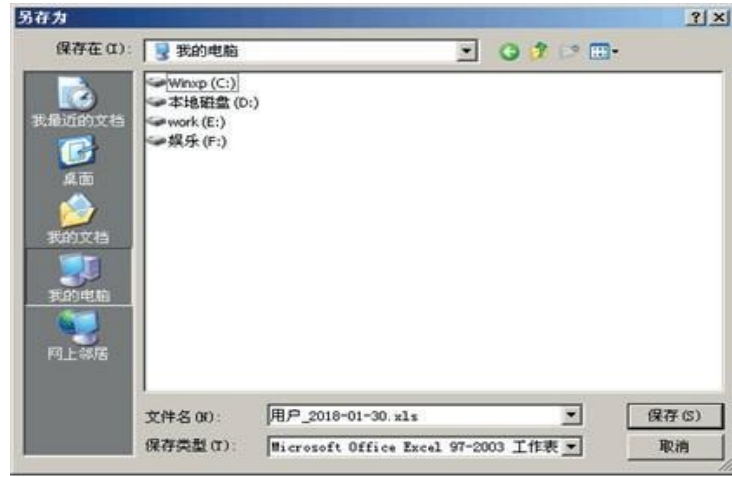 另存为
保存在(I):
我的电脑
Winxp (C:)
本地磁盘 (D:)
work (E:)
娱乐 (F:)
我最近的文档
桌面
我的文档
我的电脑
网上邻居
文件名(N):
用户_2018-01-30.xls
保存(S)
保存类型(T):
Microsoft Office Excel 97-2003 工作表
取消